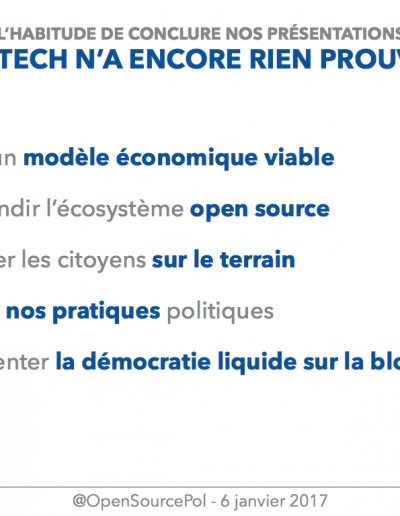 L'HABITUDE DE CONCLURE NOS PRÉSENTATIONS
TECH N'A ENCORE RIEN PROUV
un modèle économique viable
ndir l'écosystème open source
er les citoyens sur le terrain
nos pratiques politiques
enter la démocratie liquide sur la blo
@OpenSourcePol - 6 janvier 2017